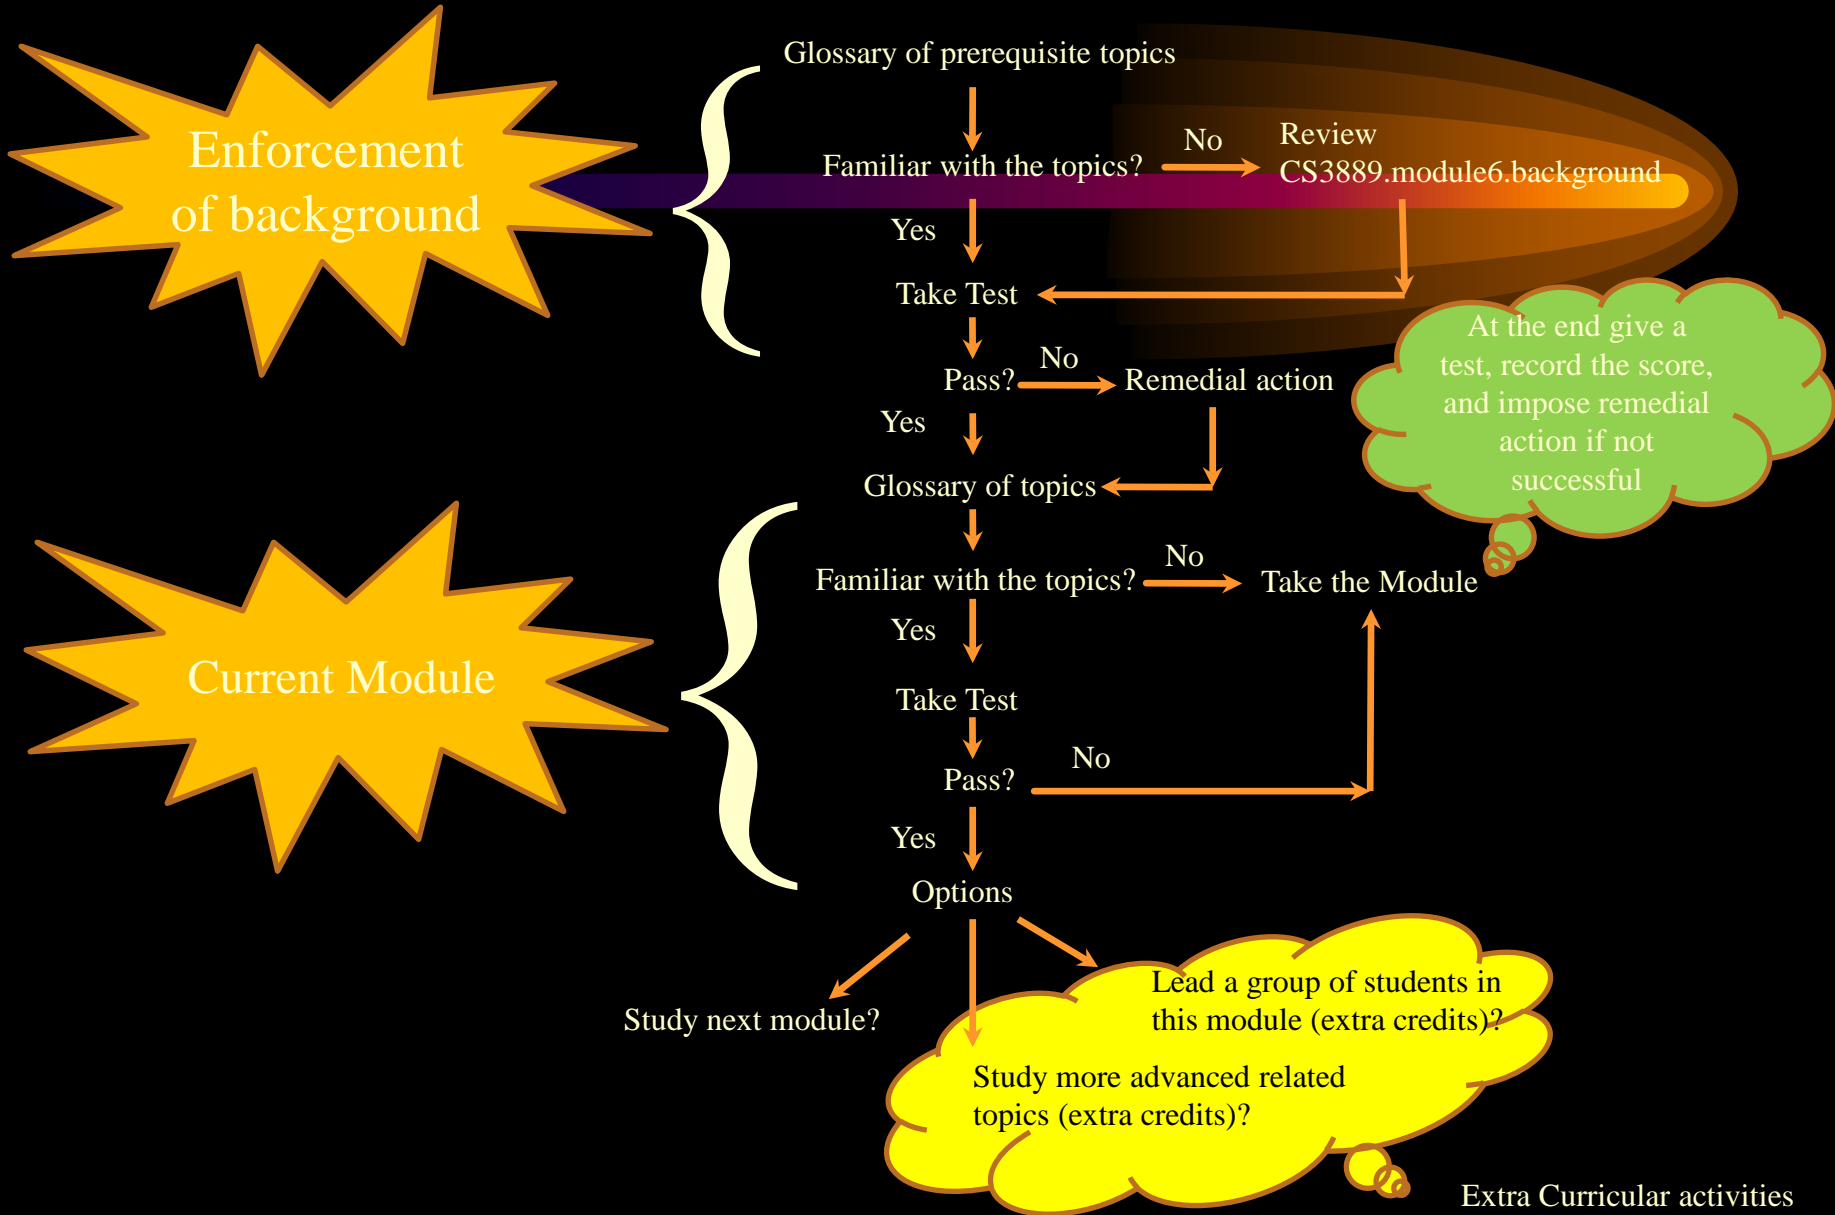 Glossary of prerequisite topics
Enforcement
of background
Familiar with the topics?
No
Review
CS3889.module6.background
Yes
Take Test
Pass?
No
Remedial action
At the end give a
test, record the score,
and impose remedial
action if not
successful
Yes
Glossary of topics
Current Module
Familiar with the topics?
No
Take the Module
Yes
Take Test
Pass?
No
Yes
Options
Study next module?
Lead a group of students in
this module (extra credits)?
Study more advanced related
topics (extra credits)?
Extra Curricular activities